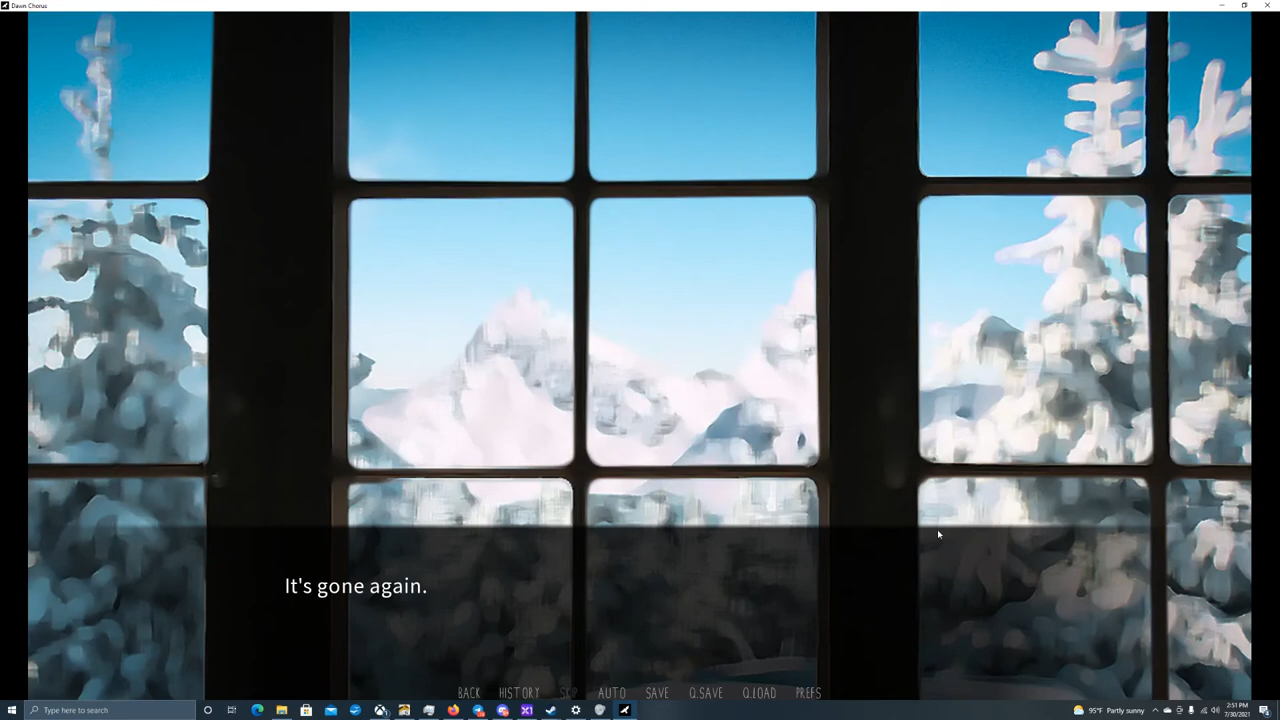 Dawn Chorus
It's gone again.
BACK HISTORY SKIP AUTO SAVE Q.SAVE Q.LOAD PREFS
Type here to search
95°F Partly sunny
2:51 PM
7/30/2021